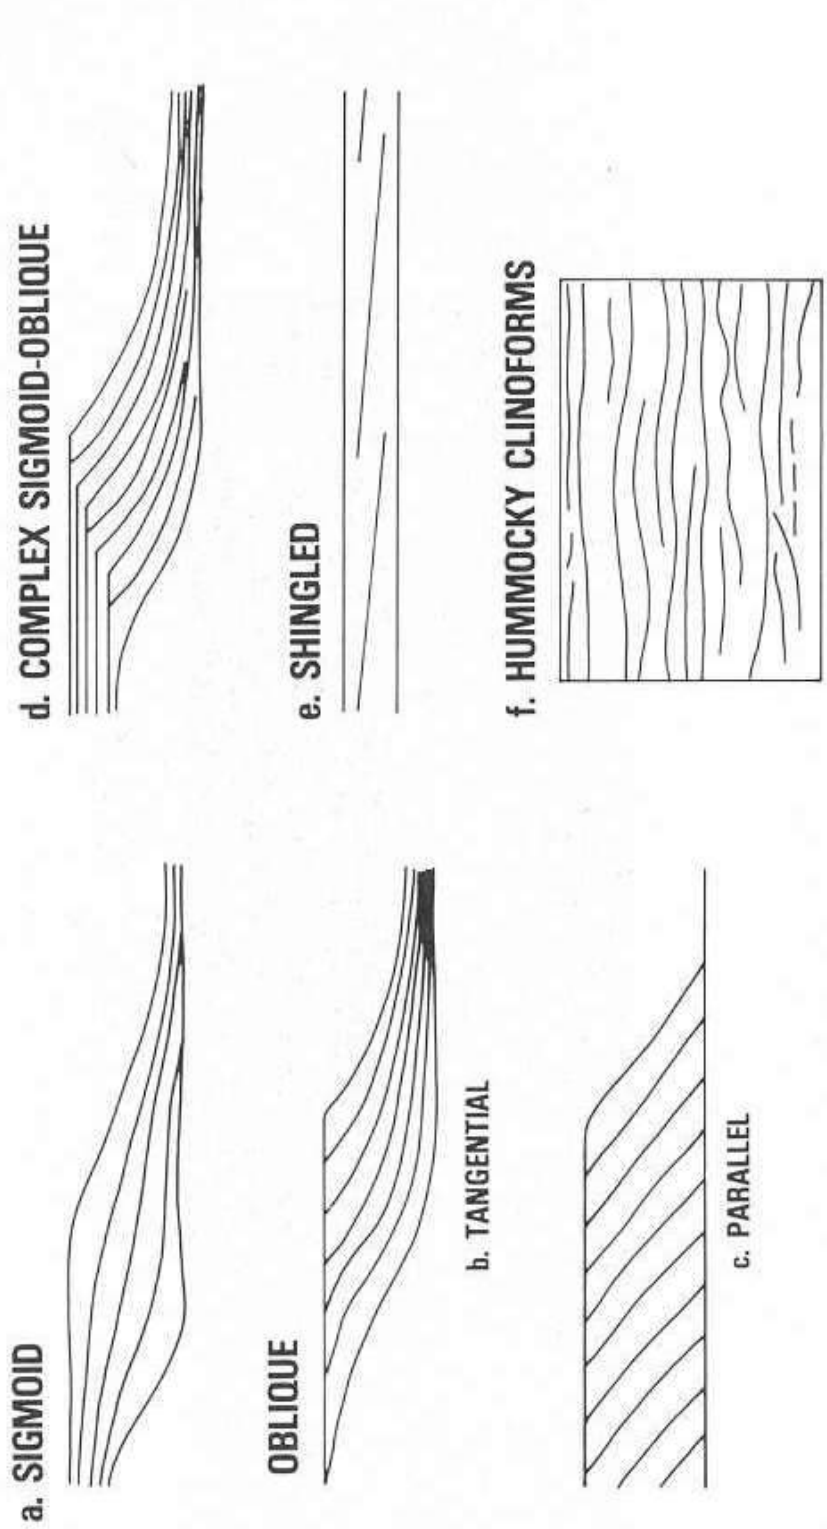 a. SIGMOID
OBLIQUE
b. TANGENTIAL
c. PARALLEL
d. COMPLEX SIGMOID-OBLIQUE
e. SHINGLED
f. HUMMOCKY CLINOFORMS